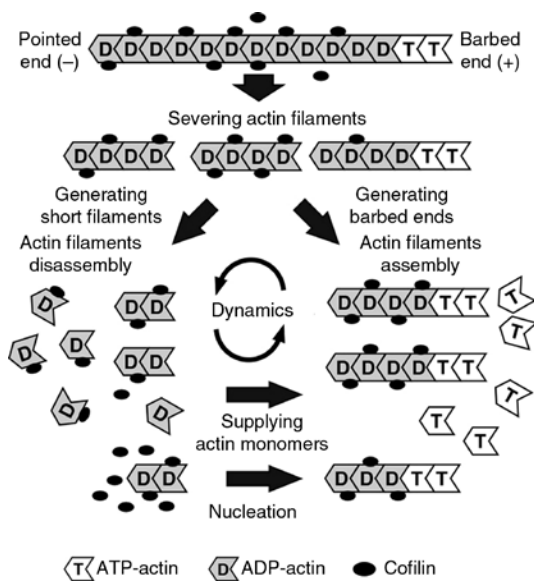 Pointed
end (–)
D D D D D D D D D D D D T T
Barbed
end (+)
Severing actin filaments
D D D D
D D D D
D D D D T T
Generating
short filaments
Generating
barbed ends
Actin filaments
disassembly
Actin filaments
assembly
D
D D
Dynamics
D D D D T T
T
T
D
D
D D
D D D D T T
T
D
D
Supplying
actin monomers
T
T
D D
Nucleation
D D D T T
T ATP-actin
D ADP-actin
Cofilin